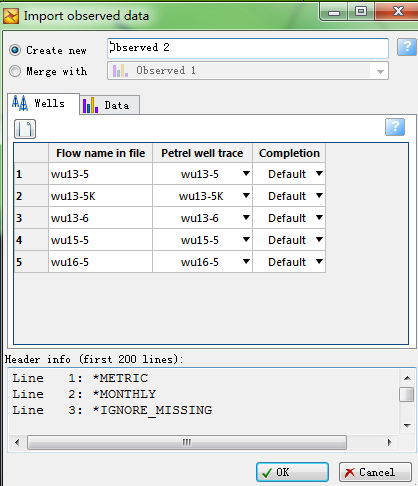 Import observed data
Create new Observed 2
Merge with Observed 1
Wells Data
Flow name in file Petrel well trace Completion
1 wu13-5 wu13-5 Default
2 wu13-5K wu13-5K Default
3 wu13-6 wu13-6 Default
4 wu15-5 wu15-5 Default
5 wu16-5 wu16-5 Default
Header info (first 200 lines):
Line 1: *METRIC
Line 2: *MONTHLY
Line 3: *IGNORE_MISSING
OK Cancel